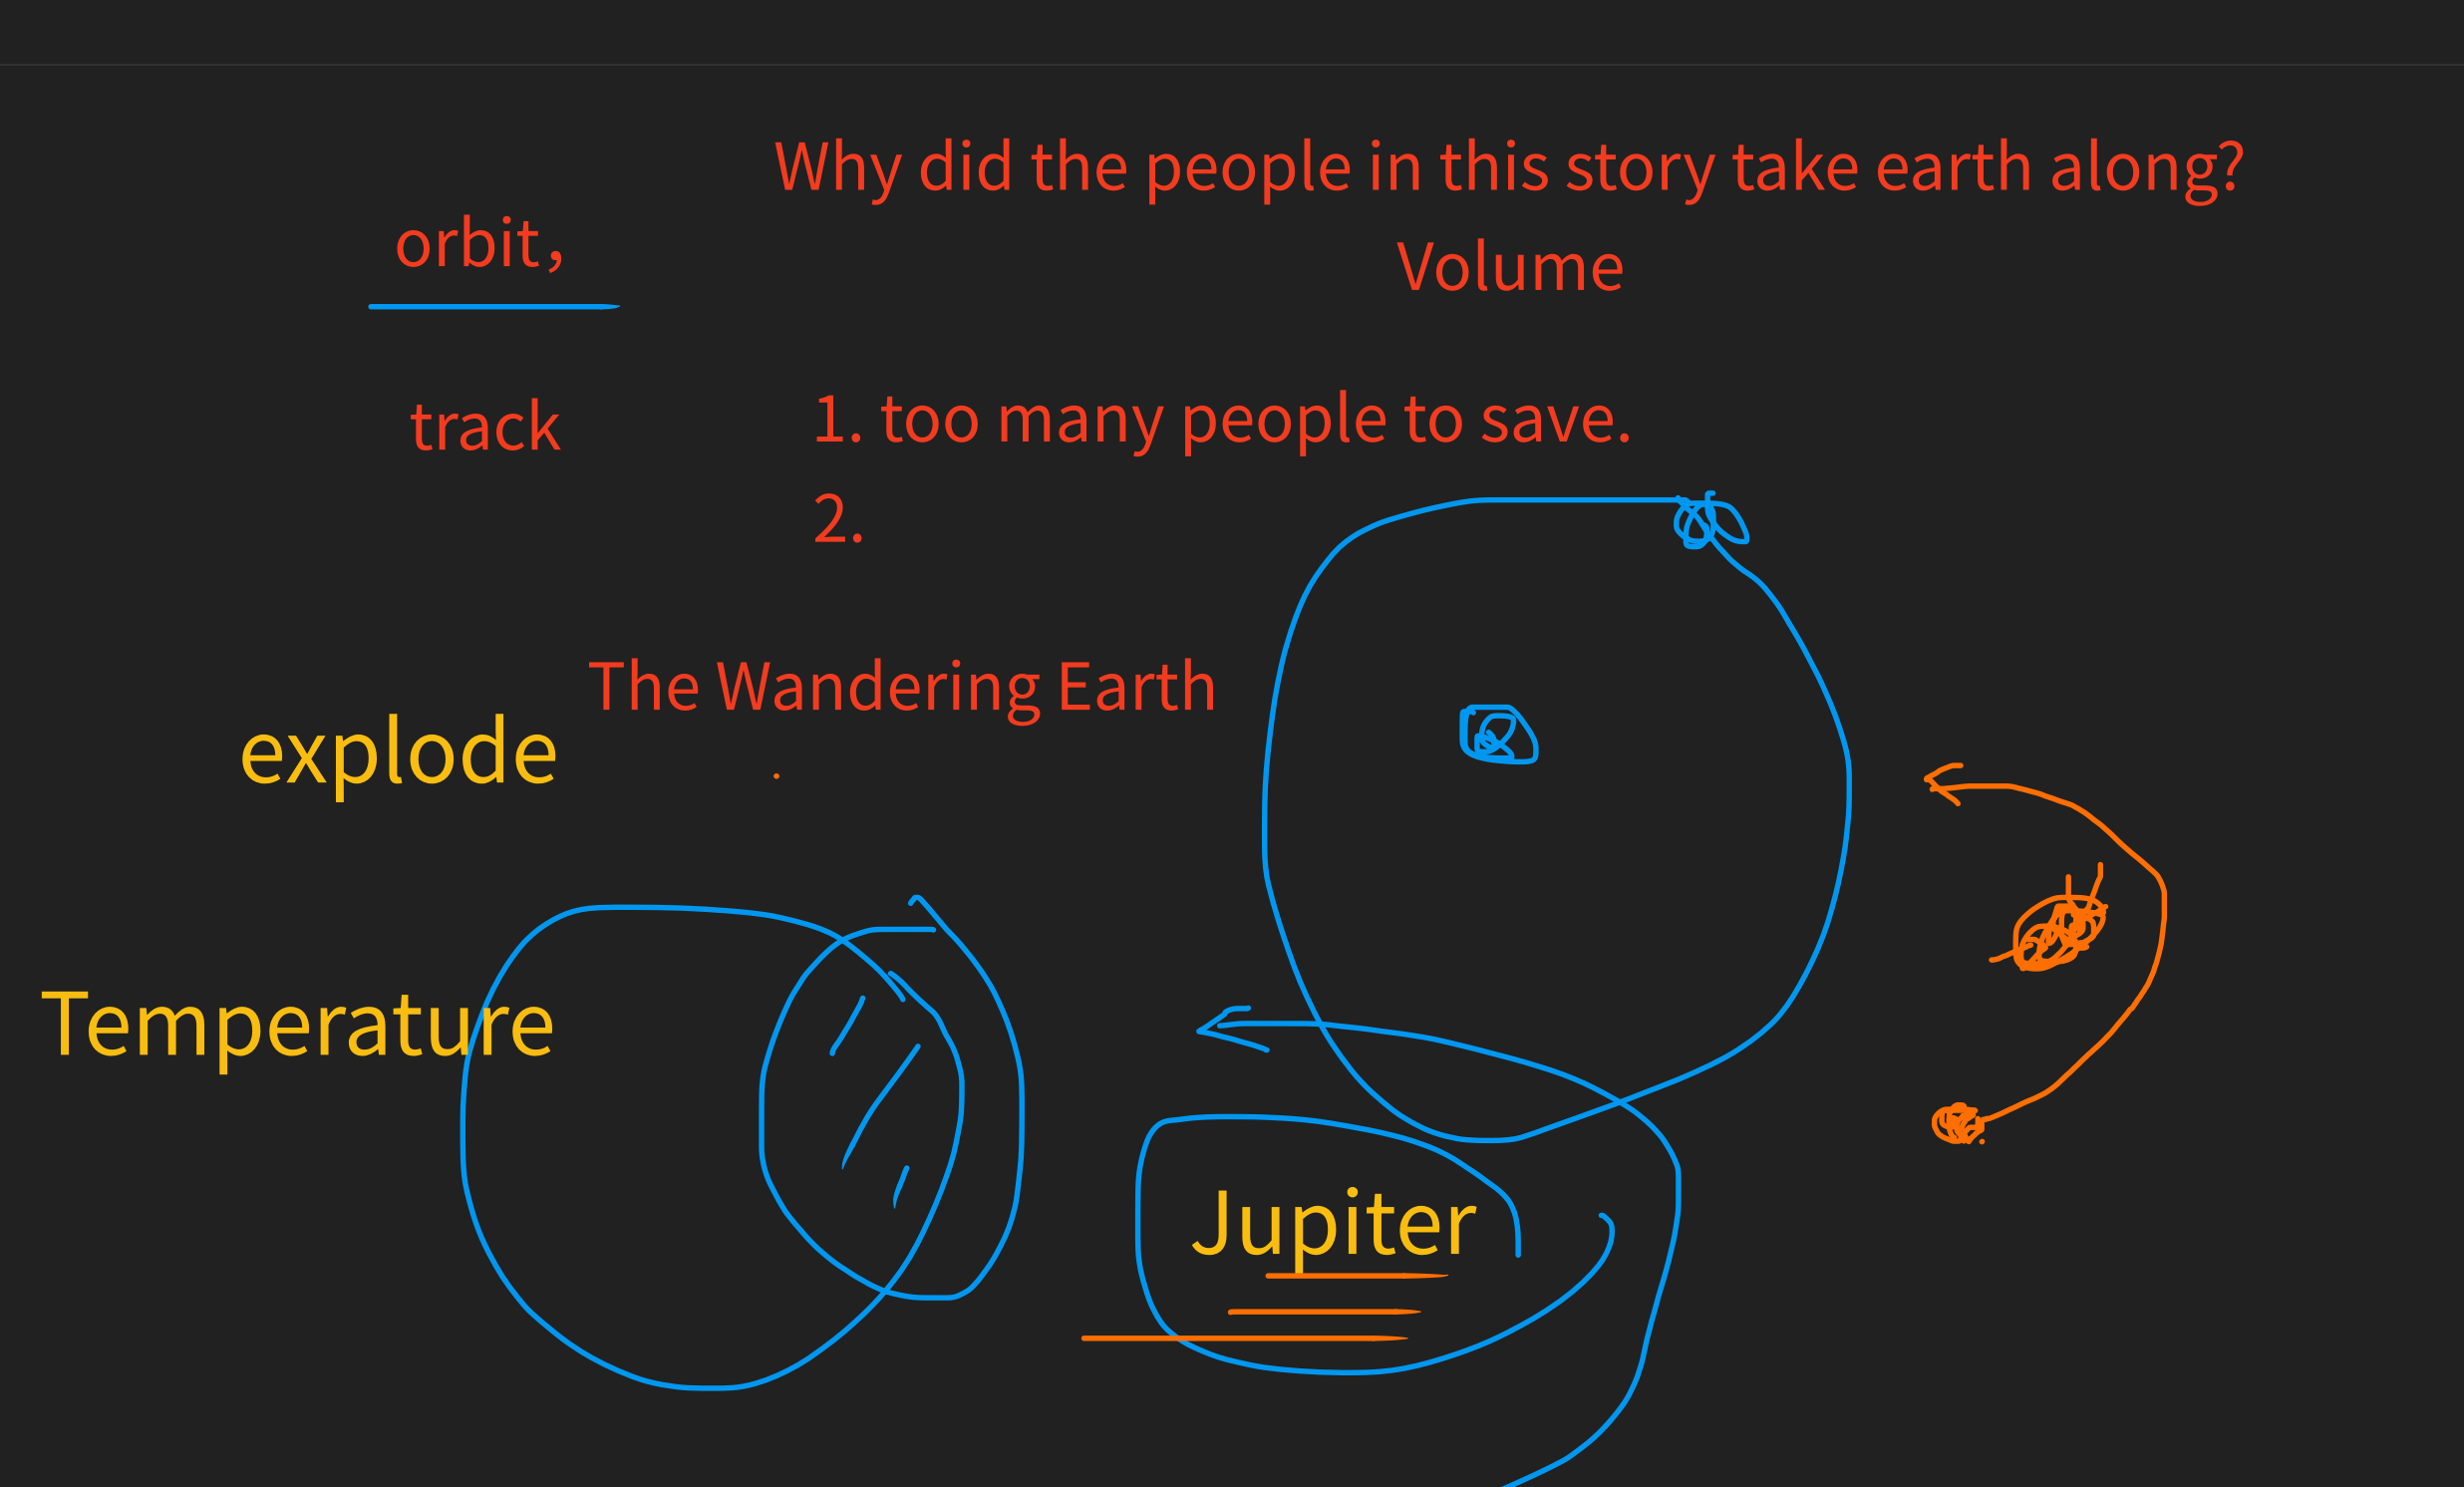 Why did the people in this story take earth along?
orbit,
Volume
track
1. too many people to save.
2.
The Wandering Earth
explode
Temperature
Jupiter